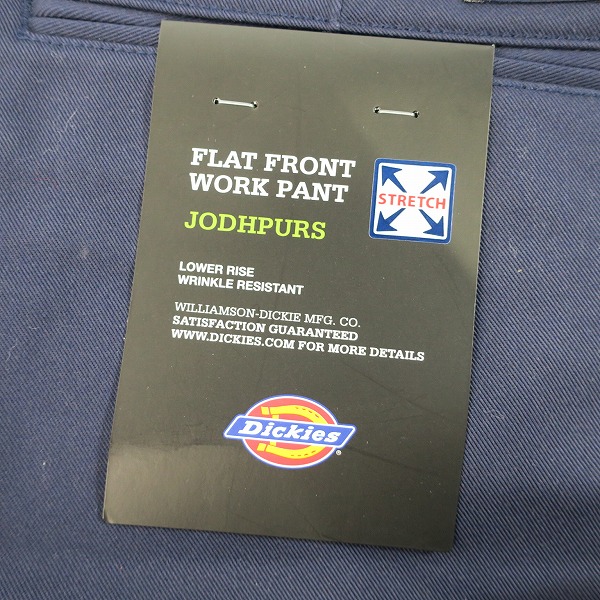 FLAT FRONT
WORK PANT
STRETCH
JODHPURS
LOWER RISE
WRINKLE RESISTANT
WILLIAMSON-DICKIE MFG. CO.
SATISFACTION GUARANTEED
WWW.DICKIES.COM FOR MORE DETAILS
Dickies®